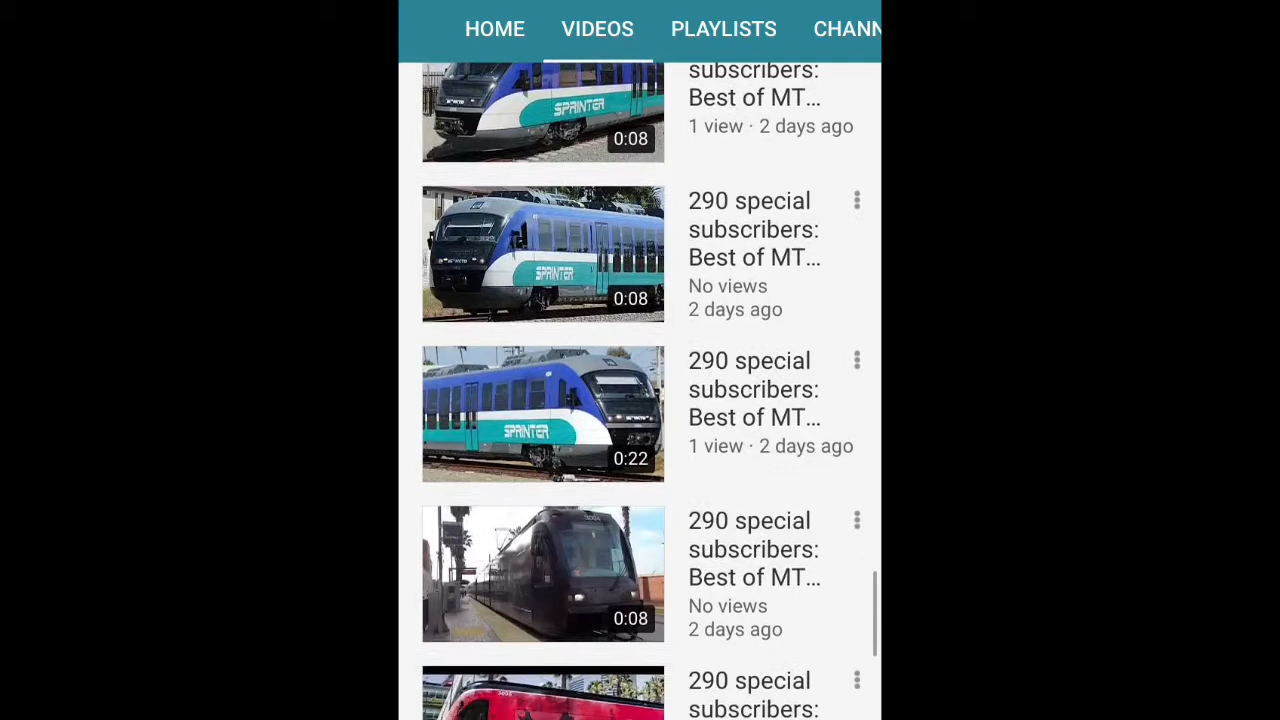 HOME VIDEOS PLAYLISTS CHANN
subscribers:
Best of MT...
1 view · 2 days ago
SPRINTER
0:08
290 special
subscribers:
Best of MT...
No views
2 days ago
SPRINTER
0:08
290 special
subscribers:
Best of MT...
1 view · 2 days ago
SPRINTER
0:22
290 special
subscribers:
Best of MT...
No views
2 days ago
0:08
290 special
subscribers: